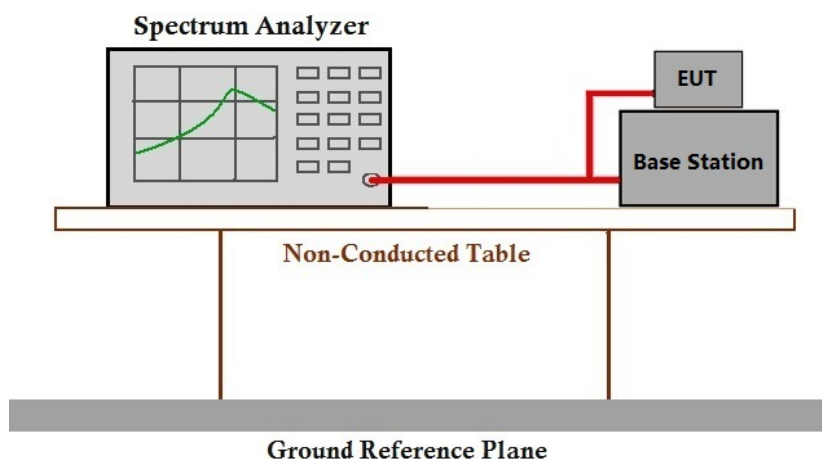 Spectrum Analyzer
EUT
Base Station
Non-Conducted Table
Ground Reference Plane